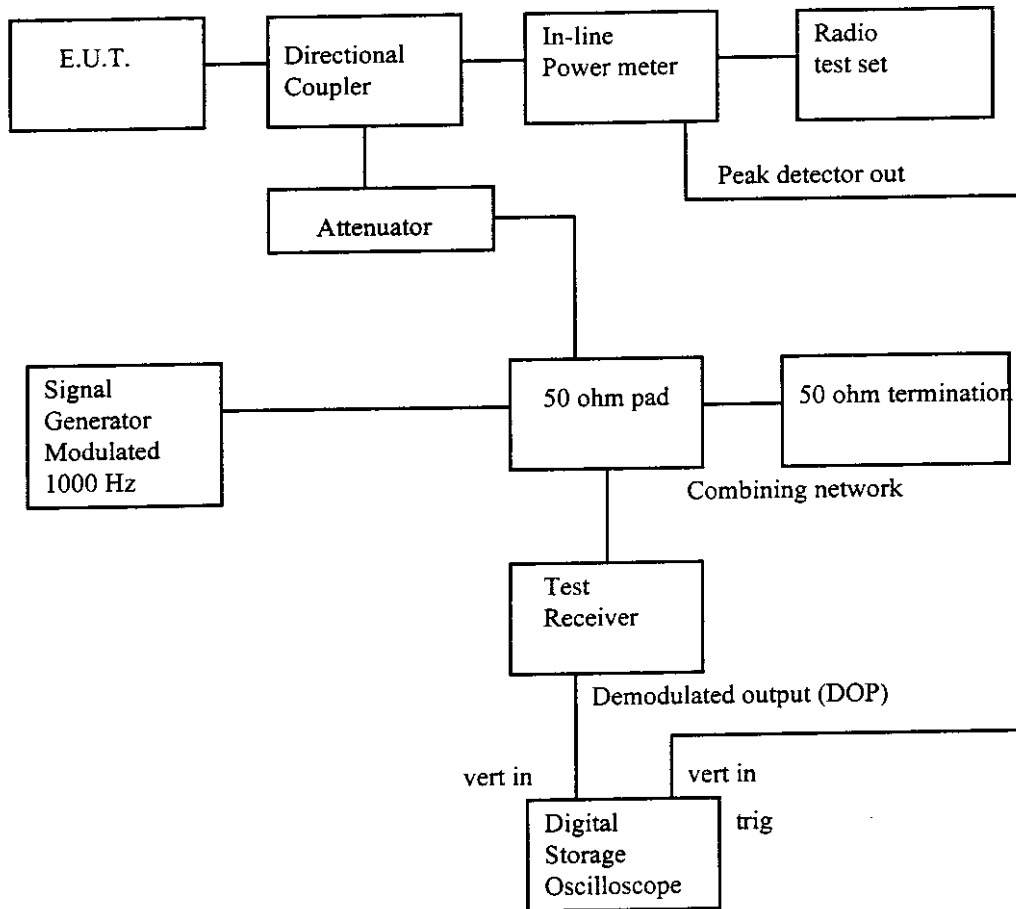 E.U.T.
Directional
Coupler
In-line
Power meter
Radio
test set
Peak detector out
Attenuator
Signal
Generator
Modulated
1000 Hz
50 ohm pad
50 ohm termination
Combining network
Test
Receiver
Demodulated output (DOP)
vert in
vert in
trig
Digital
Storage
Oscilloscope